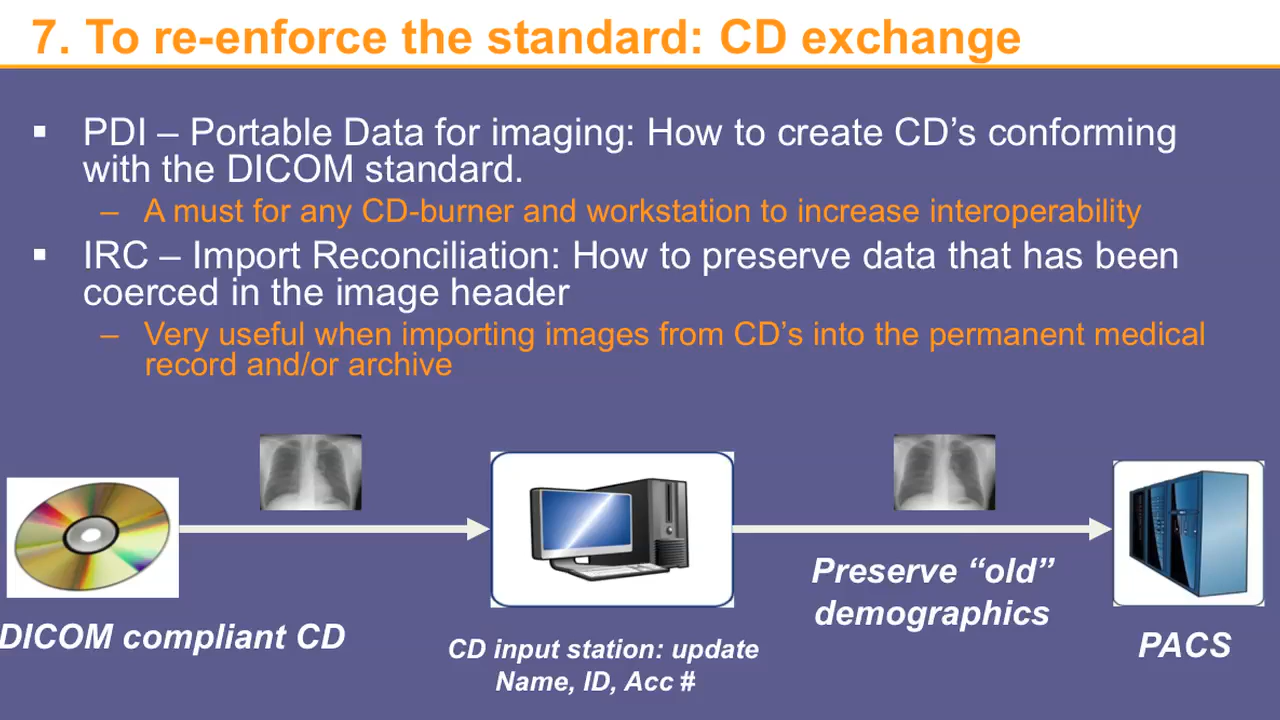 7. To re-enforce the standard: CD exchange
▪ PDI – Portable Data for imaging: How to create CD’s conforming
with the DICOM standard.
– A must for any CD-burner and workstation to increase interoperability
▪ IRC – Import Reconciliation: How to preserve data that has been
coerced in the image header
– Very useful when importing images from CD’s into the permanent medical
record and/or archive
DICOM compliant CD
CD input station: update
Name, ID, Acc #
Preserve “old”
demographics
PACS